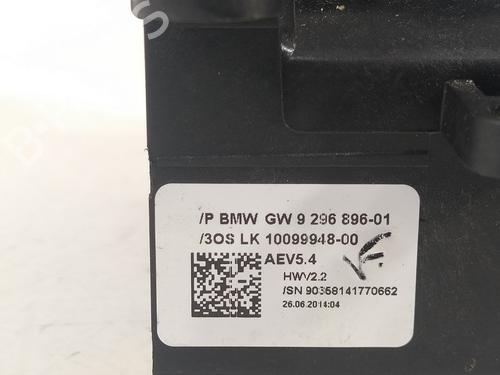 /P BMW GW 9 296 896-01
/3OS LK 10099948-00
AEV5.4
HWV2.2
/SN 90358141770662
26.06.2014:04
B-Parts